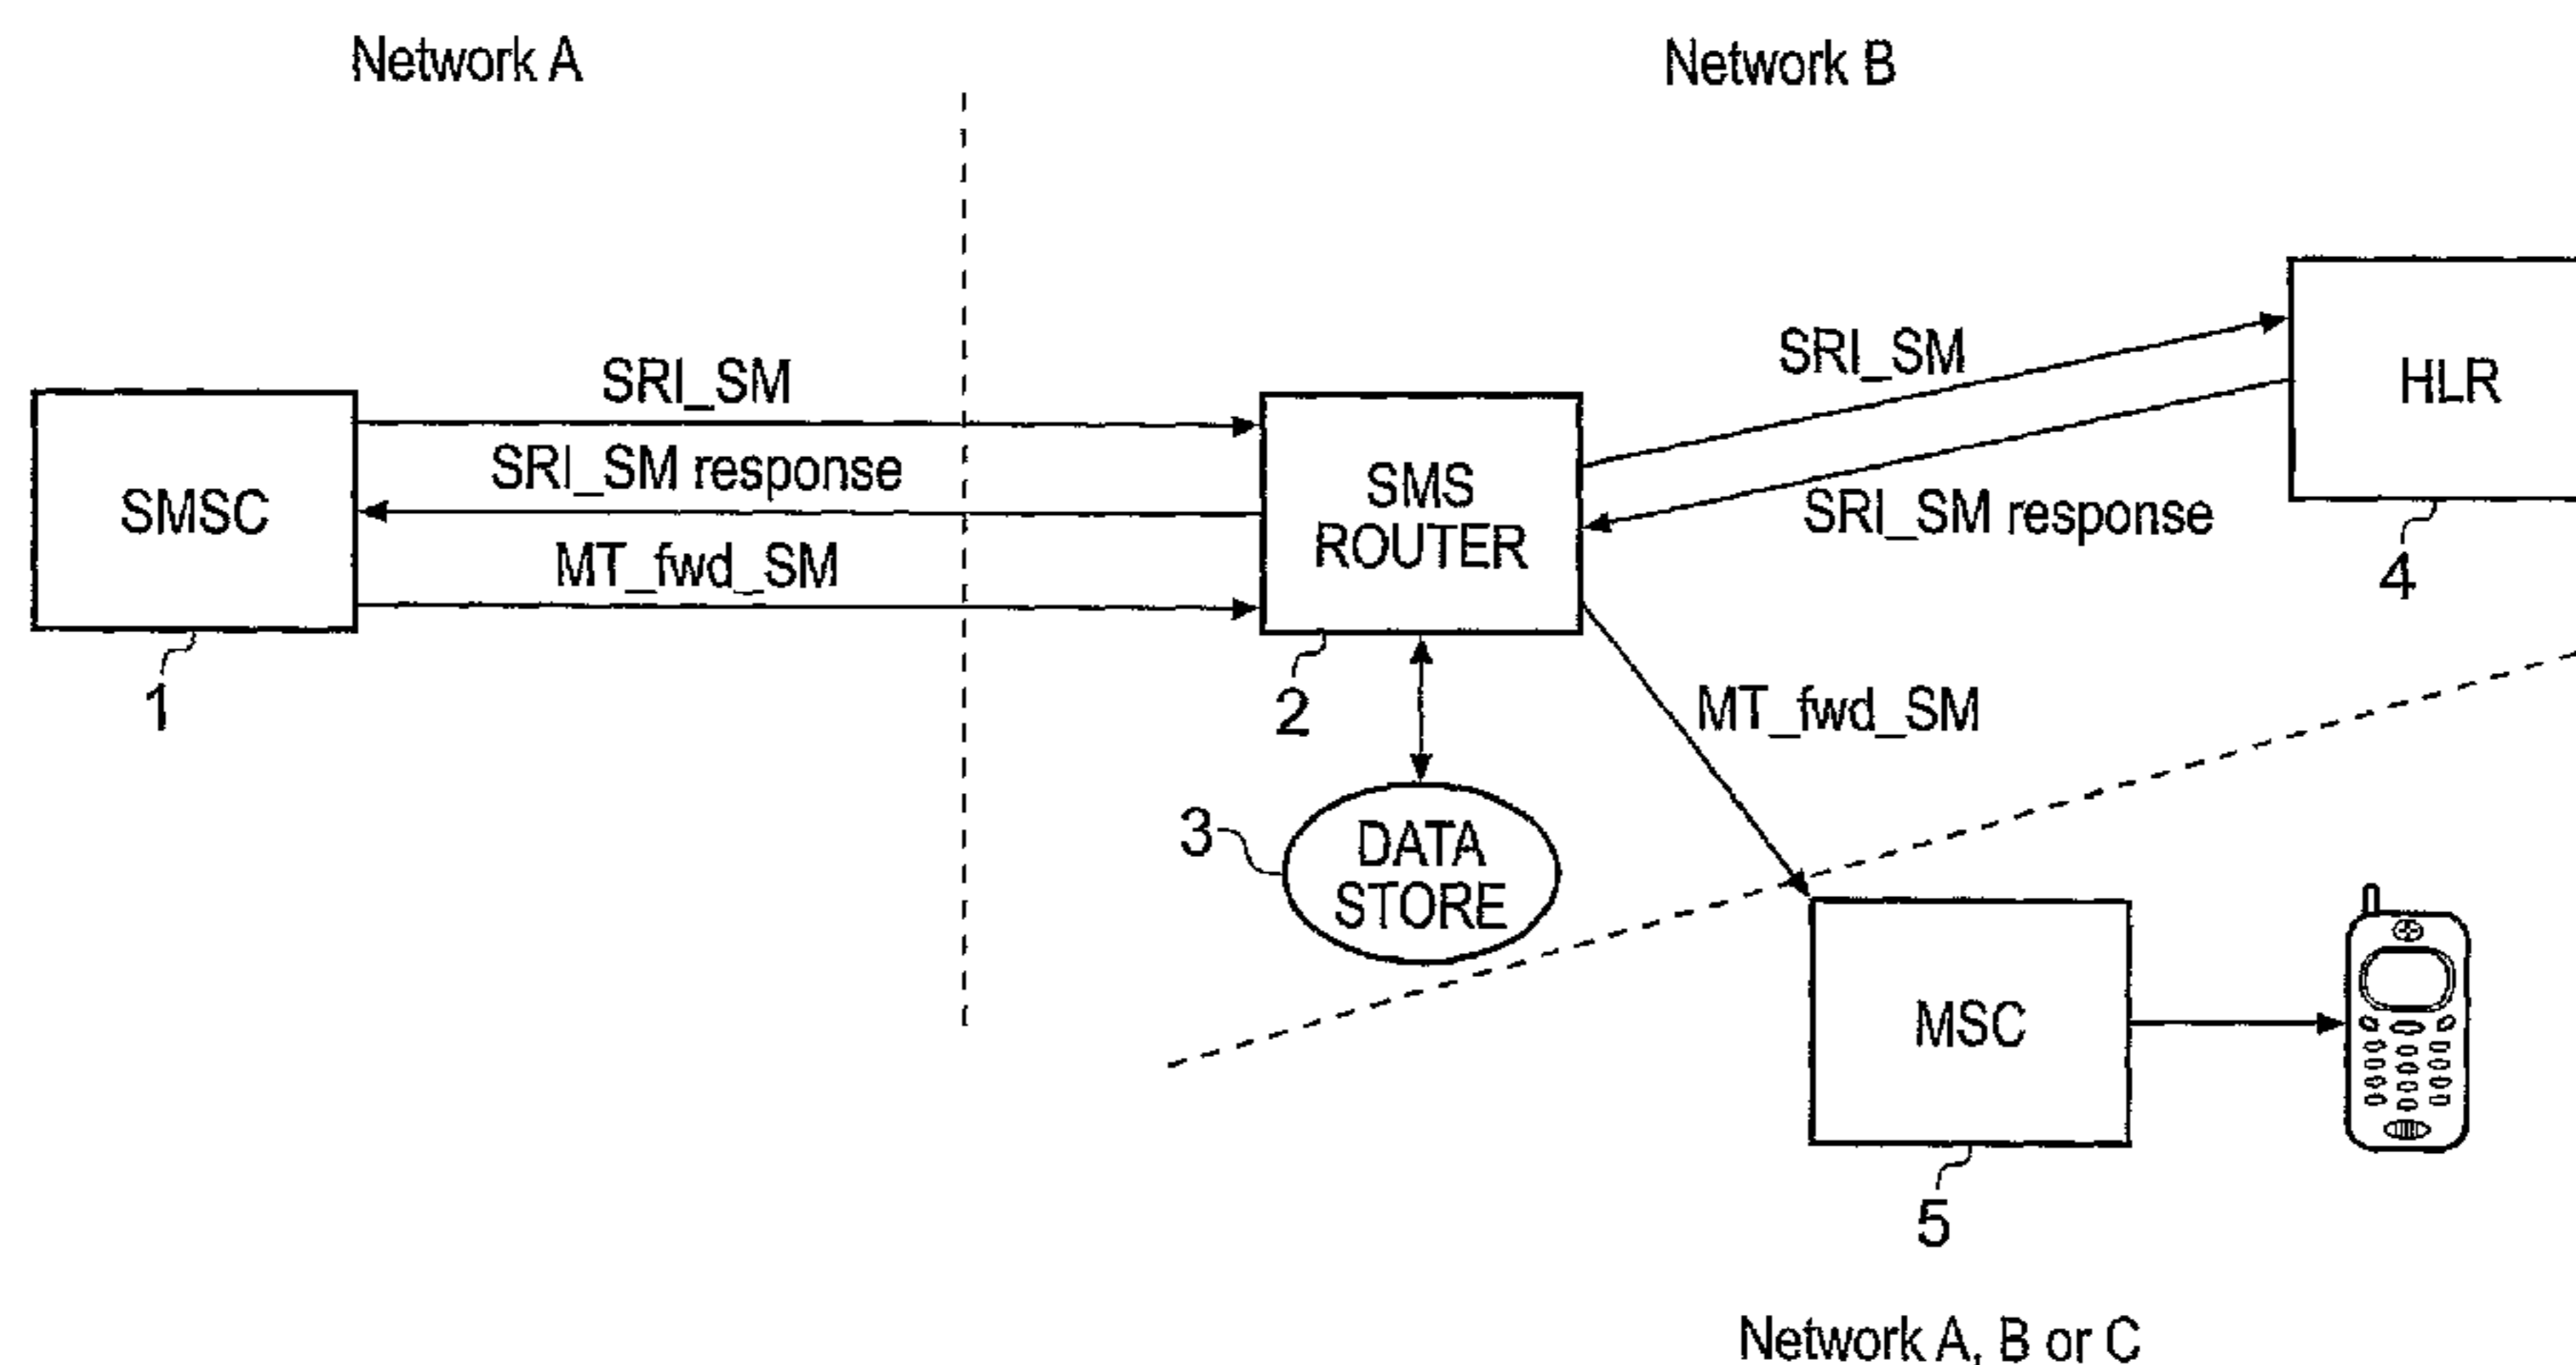 Network A
Network B
SRI_SM
SRI_SM response
MT_fwd_SM
SMSC
1
SMS
ROUTER
2
SRI_SM
SRI_SM response
HLR
4
MT_fwd_SM
3
DATA
STORE
MSC
5
Network A, B or C